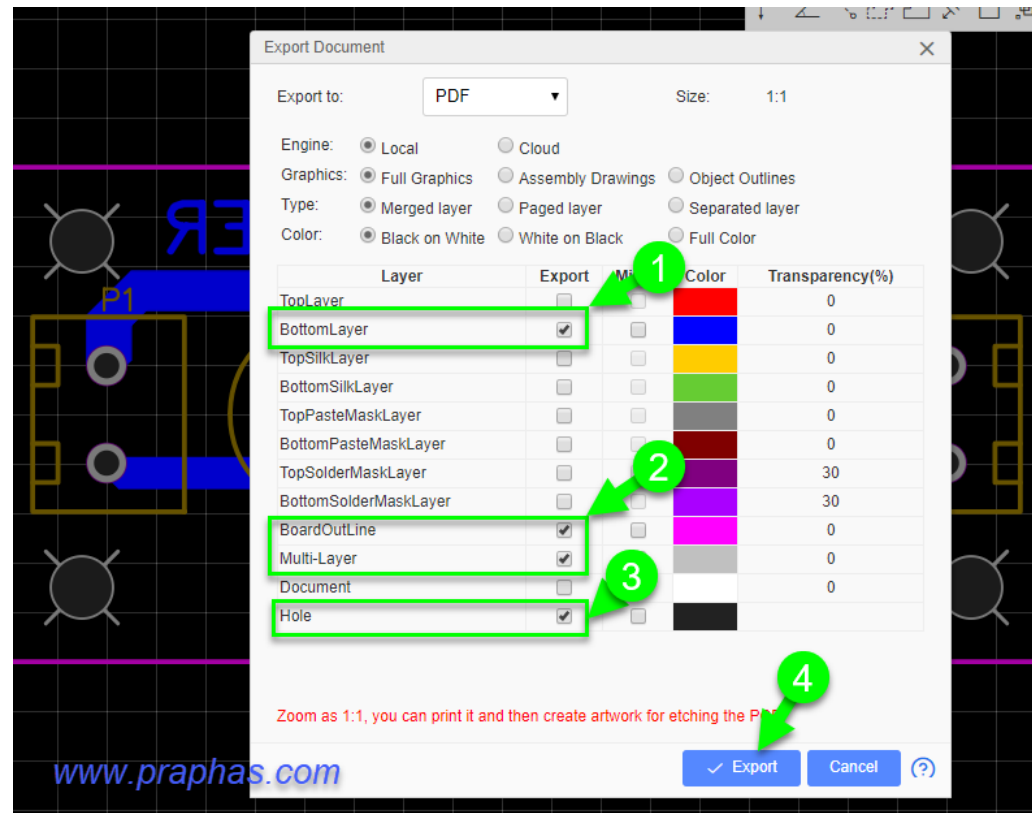 Export Document
Export to: PDF Size: 1:1
Engine: Local Cloud
Graphics: Full Graphics Assembly Drawings Object Outlines
Type: Merged layer Paged layer Separated layer
Color: Black on White White on Black Full Color
Layer Export Color Transparency(%)
1
TopLayer 0
P1
BottomLayer 0
TopSilkLayer 0
BottomSilkLayer 0
TopPasteMaskLayer 0
BottomPasteMaskLayer 0
2
TopSolderMaskLayer 30
BottomSolderMaskLayer 30
BoardOutLine 0
Multi-Layer 0
3
Document 0
Hole
4
Zoom as 1:1, you can print it and then create artwork for etching the
www.praphas.com
Export Cancel ?